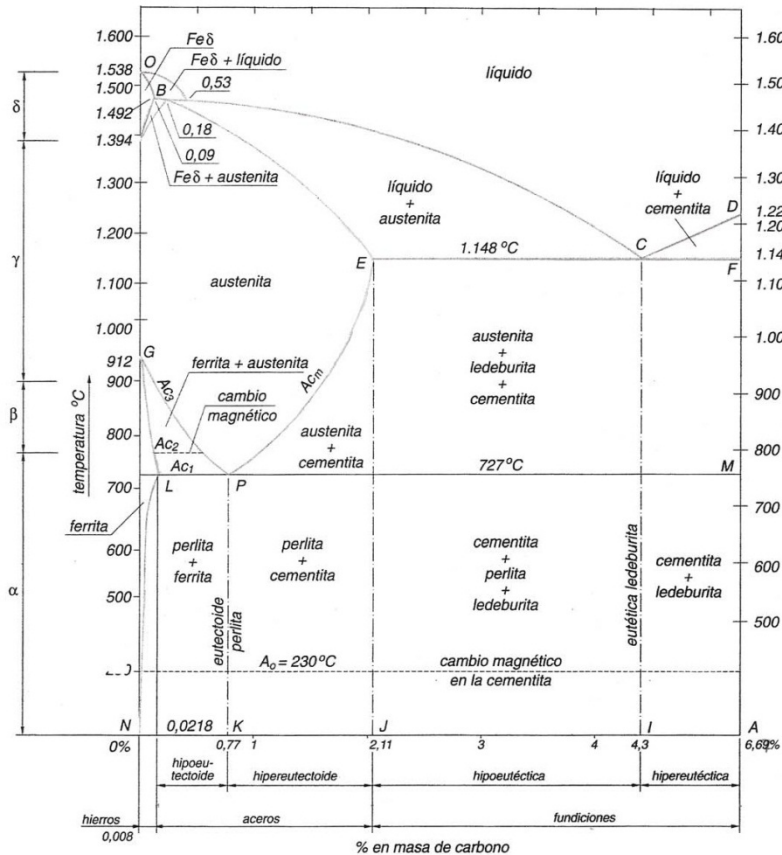 1.600
1.538
1.500
1.492
1.394
1.300
1.200
1.100
1.000
912
900
800
700
600
500
temperatura °C
δ
γ
β
α
Feδ
O
Feδ + líquido
B
0,53
0,18
0,09
Feδ + austenita
líquido
líquido
+
austenita
líquido
+
cementita
D
E
1.148 °C
C
F
austenita
G
ferrita + austenita
Ac3
cambio
magnético
Acm
Ac2
Ac1
austenita
+
cementita
austenita
+
ledeburita
+
cementita
727°C
M
L
P
ferrita
perlita
+
ferrita
perlita
+
cementita
cementita
+
perlita
+
ledeburita
cementita
+
ledeburita
eutectoide
perlita
eutética ledeburita
Ao = 230°C
cambio magnético
en la cementita
1.60
1.50
1.40
1.30
1.22
1.20
1.14
1.10
1.00
900
800
700
600
500
N
0,0218
K
J
I
A
0%
0,77
1
2,11
3
4
4,3
hipoeu-
tectoide
hipereutectoide
hipoeutéctica
hipereutéctica
hierros
0,008
aceros
fundiciones
% en masa de carbono